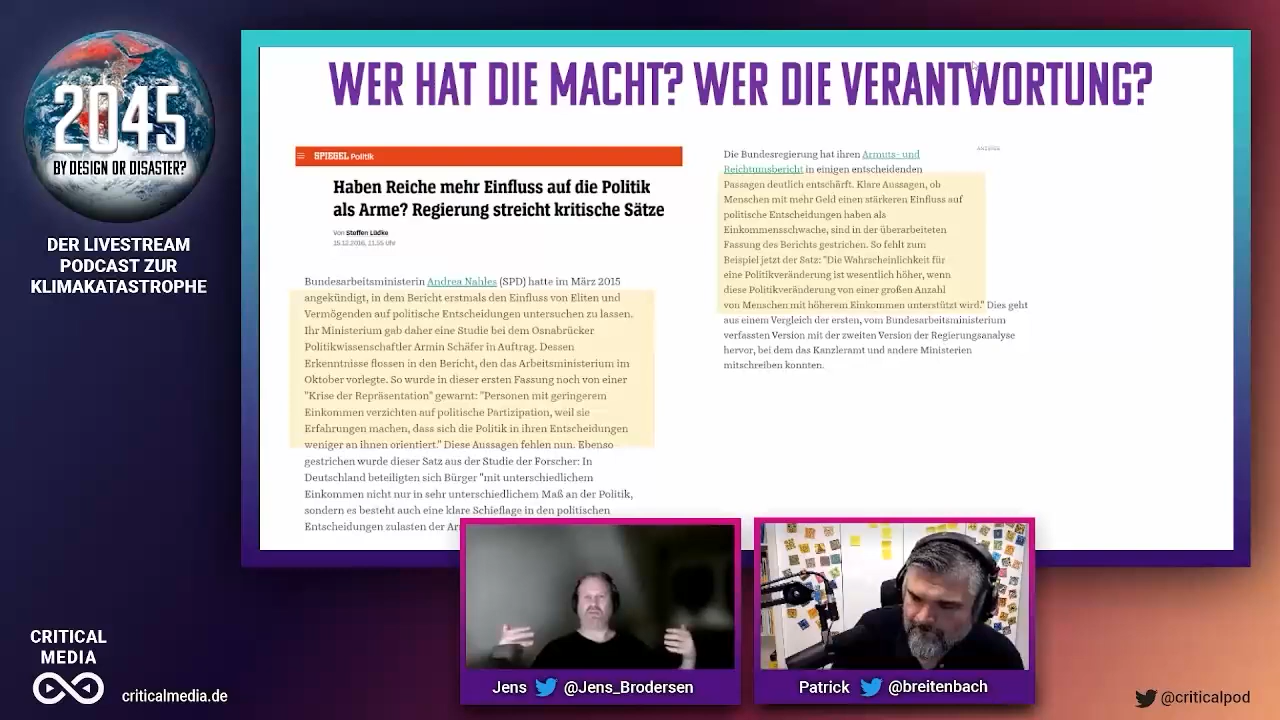 2045
BY DESIGN OR DISASTER?
DER LIVESTREAM
PODCAST ZUR
KLIMAKATASTROPHE
WER HAT DIE MACHT? WER DIE VERANTWORTUNG?
SPIEGEL Politik
Haben Reiche mehr Einfluss auf die Politik
als Arme? Regierung streicht kritische Sätze
Von Steffen Lüdke
15.12.2016, 21.55 Uhr
Bundesarbeitsministerin Andrea Nahles (SPD) hatte im März 2015
angekündigt, in dem Bericht erstmals den Einfluss von Eliten und
Vermögenden auf politische Entscheidungen untersuchen zu lassen.
Ihr Ministerium gab daher eine Studie bei dem Osnabrücker
Politikwissenschaftler Armin Schäfer in Auftrag. Dessen
Erkenntnisse flossen in den Bericht, den das Arbeitsministerium im
Oktober vorlegte. So wurde in dieser ersten Fassung noch von einer
"Krise der Repräsentation" gewarnt: "Personen mit geringerem
Einkommen verzichten auf politische Partizipation, weil sie
Erfahrungen machen, dass sich die Politik in ihren Entscheidungen
weniger an ihnen orientiert." Diese Aussagen fehlen nun. Ebenso
gestrichen wurde dieser Satz aus der Studie der Forscher: In
Deutschland beteiligten sich Bürger "mit unterschiedlichem
Einkommen nicht nur in sehr unterschiedlichem Maß an der Politik,
sondern es besteht auch eine klare Schieflage in den politischen
Entscheidungen zulasten der
ANZEIGE
Die Bundesregierung hat ihren Armuts- und
Reichtumsbericht in einigen entscheidenden
Passagen deutlich entschärft. Klare Aussagen, ob
Menschen mit mehr Geld einen stärkeren Einfluss auf
politische Entscheidungen haben als
Einkommensschwache, sind in der überarbeiteten
Fassung des Berichts gestrichen. So fehlt zum
Beispiel jetzt der Satz: "Die Wahrscheinlichkeit für
eine Politikveränderung ist wesentlich höher, wenn
diese Politikveränderung von einer großen Anzahl
von Menschen mit höherem Einkommen unterstützt wird." Dies geht
aus einem Vergleich der ersten, vom Bundesarbeitsministerium
verfassten Version mit der zweiten Version der Regierungsanalyse
hervor, bei dem das Kanzleramt und andere Ministerien
mitschreiben konnten.
CRITICAL
MEDIA
criticalmedia.de
Jens @Jens_Brodersen
Patrick @breitenbach
@criticalpod